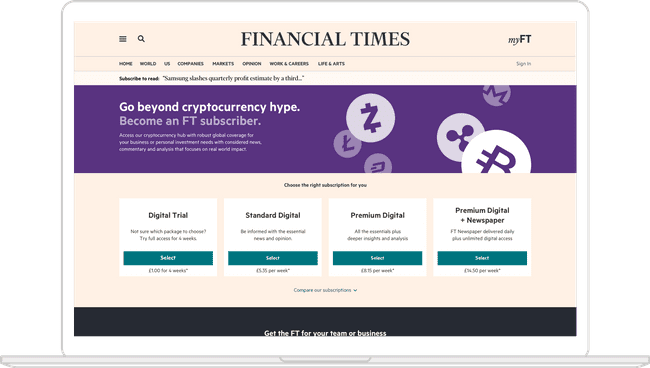 FINANCIAL TIMES
myFT
HOME WORLD US COMPANIES MARKETS OPINION WORK & CAREERS LIFE & ARTS Sign In
Subscribe to read: "Samsung slashes quarterly profit estimate by a third..."
Go beyond cryptocurrency hype.
Become an FT subscriber.
Access our cryptocurrency hub with robust global coverage for
your business or personal investment needs with considered news,
commentary and analysis that focuses on real world impact.
Choose the right subscription for you
Digital Trial
Not sure which package to choose?
Try full access for 4 weeks.
Select
£1.00 for 4 weeks*
Standard Digital
Be informed with the essential
news and opinion
Select
£5.35 per week*
Premium Digital
All the essentials plus
deeper insights and analysis
Select
£8.15 per week*
Premium Digital
+ Newspaper
FT Newspaper delivered daily
plus unlimited digital access
Select
£14.50 per week*
Compare our subscriptions
Get the FT for your team or business